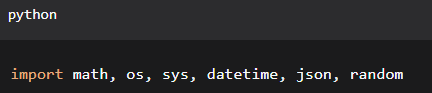 python
import math, os, sys, datetime, json, random